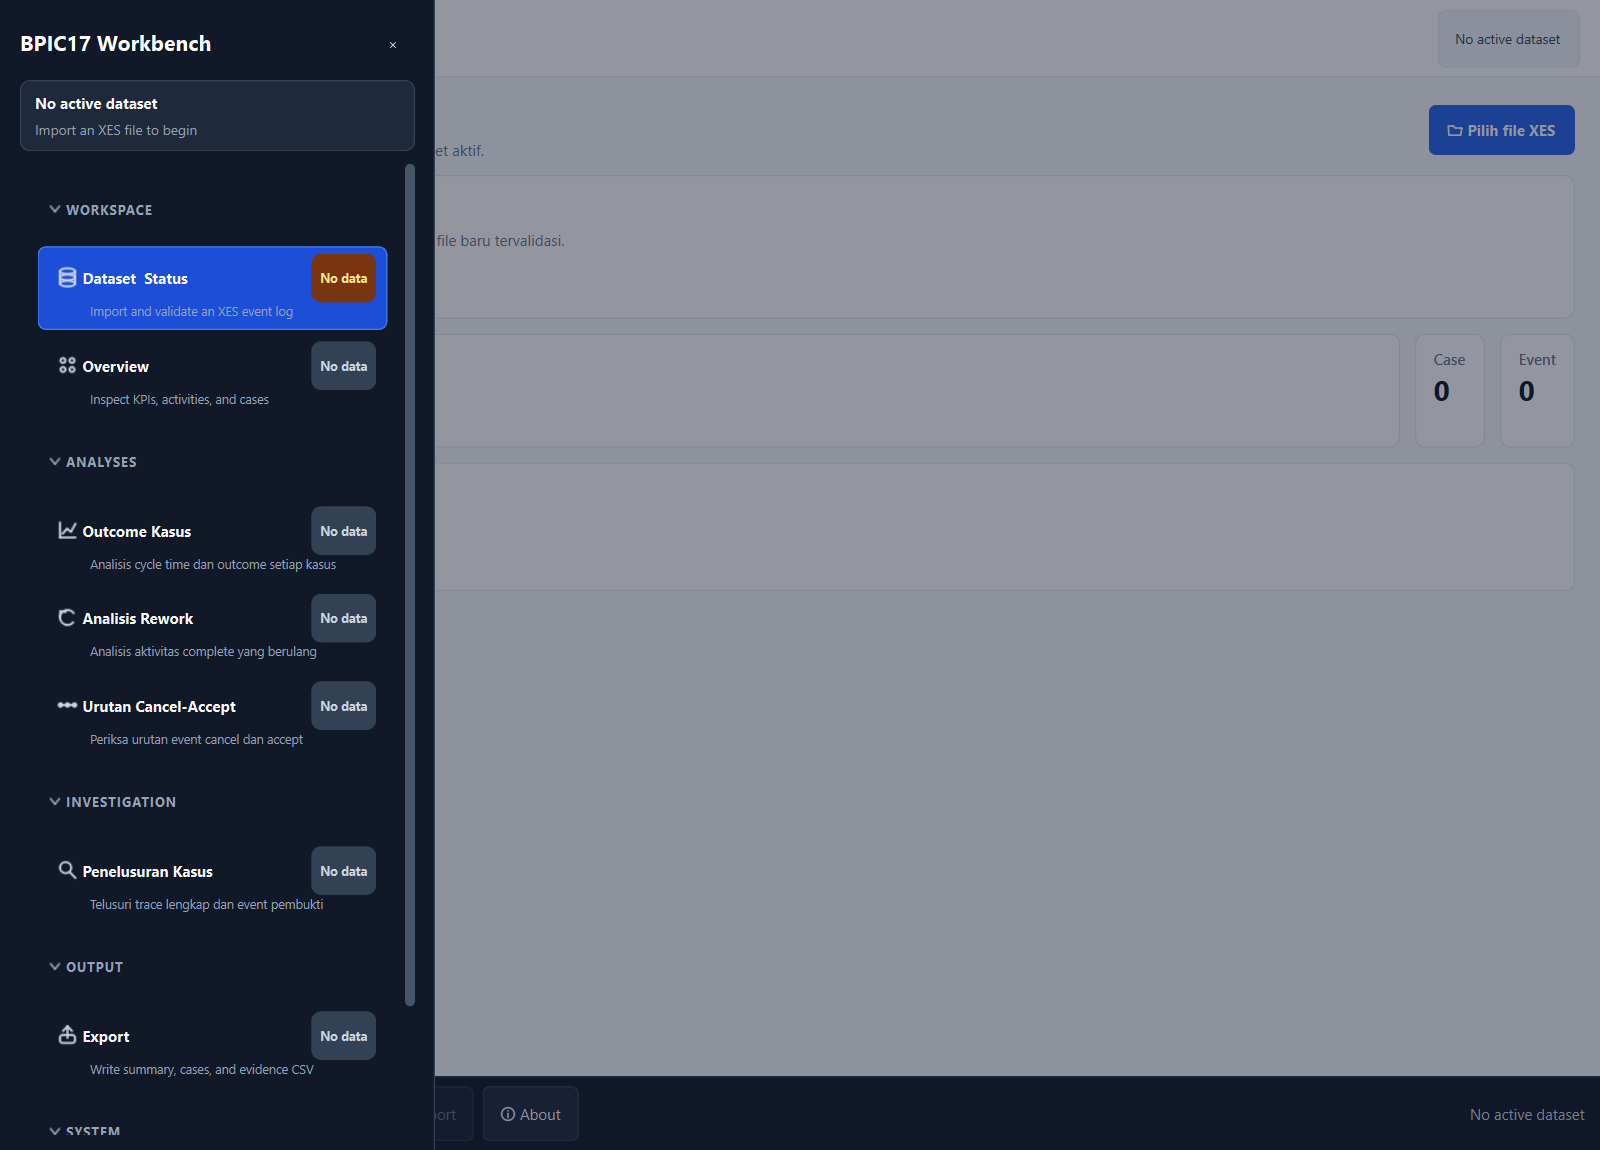 BPIC17 Workbench
×
No active dataset
Import an XES file to begin
WORKSPACE
Dataset  Status
No data
Import and validate an XES event log
Overview
No data
Inspect KPIs, activities, and cases
ANALYSES
Outcome Kasus
No data
Analisis cycle time dan outcome setiap kasus
Analisis Rework
No data
Analisis aktivitas complete yang berulang
Urutan Cancel-Accept
No data
Periksa urutan event cancel dan accept
INVESTIGATION
Penelusuran Kasus
No data
Telusuri trace lengkap dan event pembukti
OUTPUT
Export
No data
Write summary, cases, and evidence CSV
SYSTEM
No active dataset
et aktif.
Pilih file XES
file baru tervalidasi.
Case
0
Event
0
ort
About
No active dataset